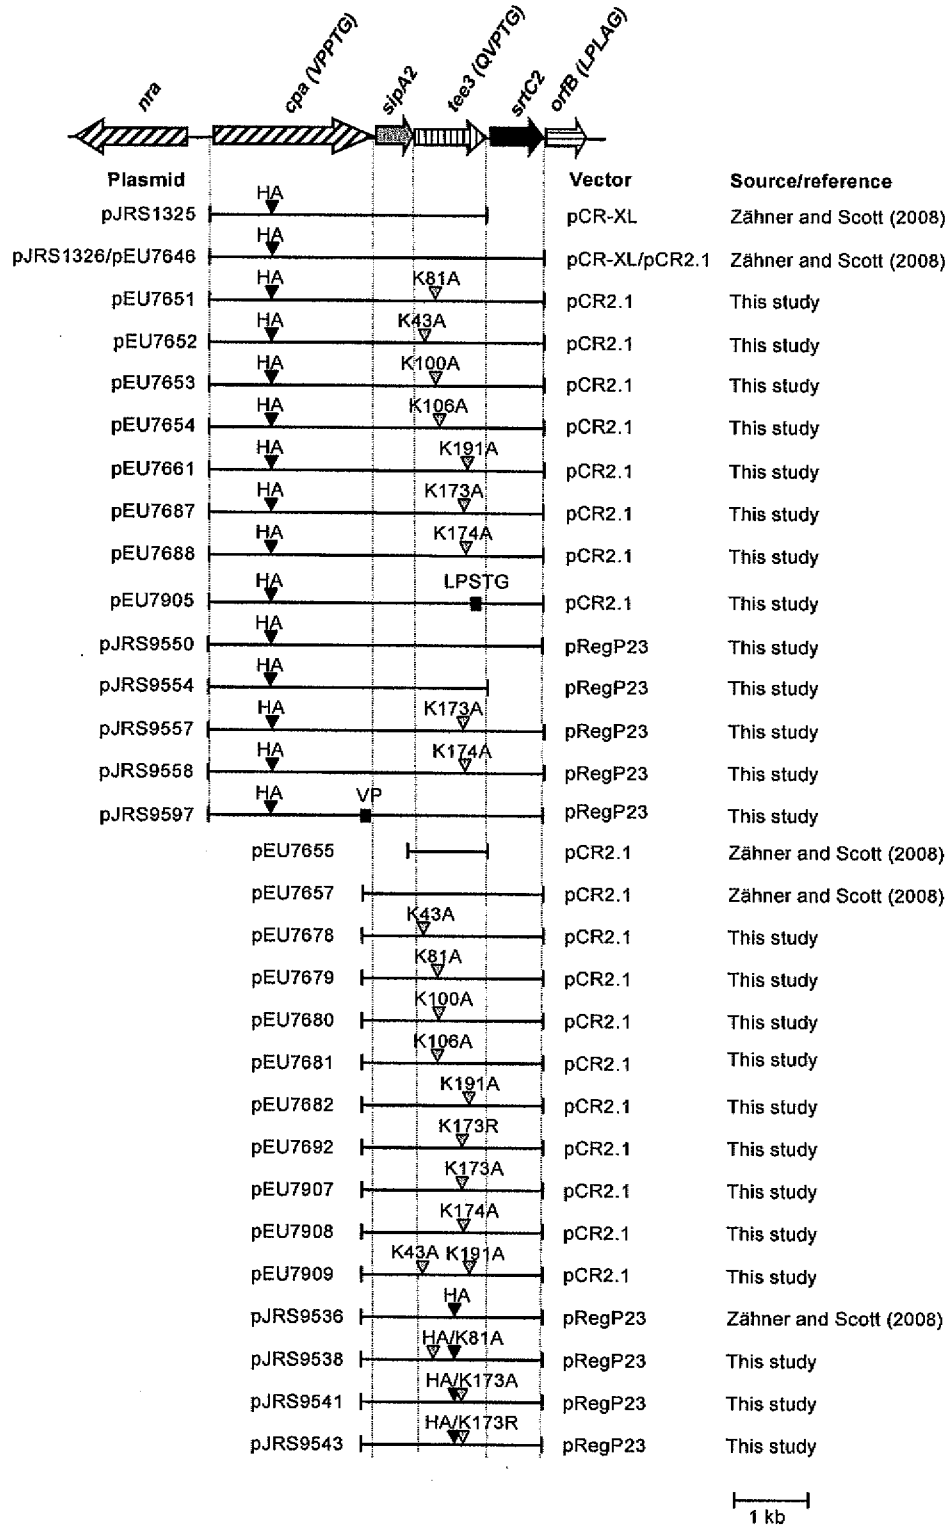 nra cpa (VPPTG) sipA2 tee3 (QVPTG) srtC2 orfB (LPLAG)
Plasmid Vector Source/reference
HA
pJRS1325 pCR-XL Zähner and Scott (2008)
HA
pJRS1326/pEU7646 pCR-XL/pCR2.1 Zähner and Scott (2008)
HA K81A
pEU7651 pCR2.1 This study
HA K43A
pEU7652 pCR2.1 This study
HA K100A
pEU7653 pCR2.1 This study
HA K106A
pEU7654 pCR2.1 This study
HA K191A
pEU7661 pCR2.1 This study
HA K173A
pEU7687 pCR2.1 This study
HA K174A
pEU7688 pCR2.1 This study
HA LPSTG
pEU7905 pCR2.1 This study
HA
pJRS9550 pRegP23 This study
HA
pJRS9554 pRegP23 This study
HA K173A
pJRS9557 pRegP23 This study
HA K174A
pJRS9558 pRegP23 This study
HA VP
pJRS9597 pRegP23 This study
pEU7655 pCR2.1 Zähner and Scott (2008)
pEU7657 pCR2.1 Zähner and Scott (2008)
K43A
pEU7678 pCR2.1 This study
K81A
pEU7679 pCR2.1 This study
K100A
pEU7680 pCR2.1 This study
K106A
pEU7681 pCR2.1 This study
K191A
pEU7682 pCR2.1 This study
K173R
pEU7692 pCR2.1 This study
K173A
pEU7907 pCR2.1 This study
K174A
pEU7908 pCR2.1 This study
K43A K191A
pEU7909 pCR2.1 This study
HA
pJRS9536 pRegP23 Zähner and Scott (2008)
HA/K81A
pJRS9538 pRegP23 This study
HA/K173A
pJRS9541 pRegP23 This study
HA/K173R
pJRS9543 pRegP23 This study
1 kb